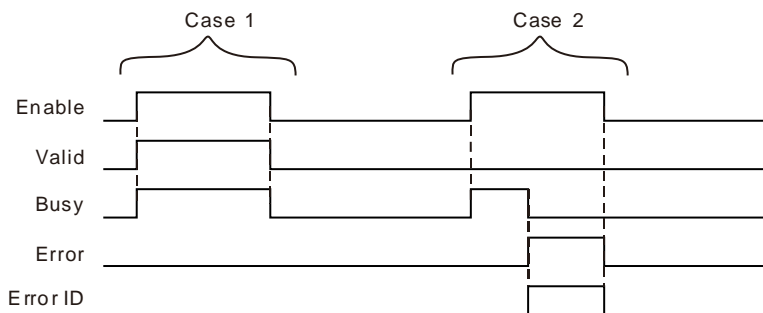 Case 1 Case 2
Enable
Valid
Busy
Error
Error ID